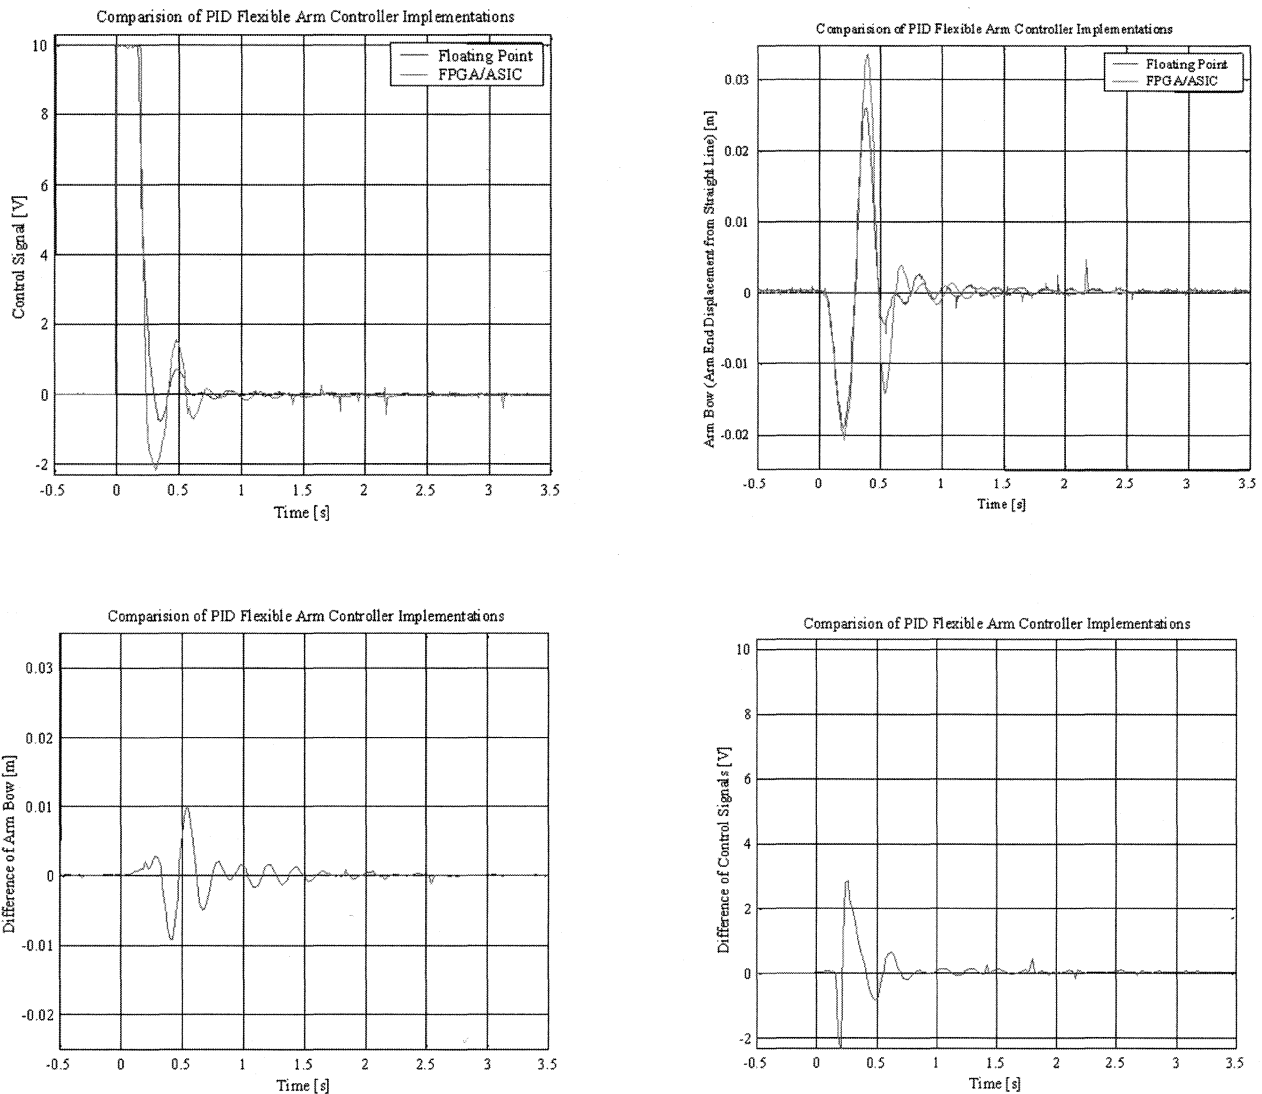 Comparision of PID Flexible Arm Controller Implementations
Floating Point
FPGA/ASIC
Control Signal [V]
10
8
6
4
2
0
-2
-0.5 0 0.5 1 1.5 2 2.5 3 3.5
Time [s]
Comparision of PID Flexible Arm Controller Implementations
Floating Point
FPGA/ASIC
Arm Bow (Arm End Displacement from Straight Line) [m]
0.03
0.02
0.01
0
-0.01
-0.02
-0.5 0 0.5 1 1.5 2 2.5 3 3.5
Time [s]
Comparision of PID Flexible Arm Controller Implementations
Difference of Arm Bow [m]
0.03
0.02
0.01
0
-0.01
-0.02
-0.5 0 0.5 1 1.5 2 2.5 3 3.5
Time [s]
Comparision of PID Flexible Arm Controller Implementations
Difference of Control Signals [V]
10
8
6
4
2
0
-2
-0.5 0 0.5 1 1.5 2 2.5 3 3.5
Time [s]